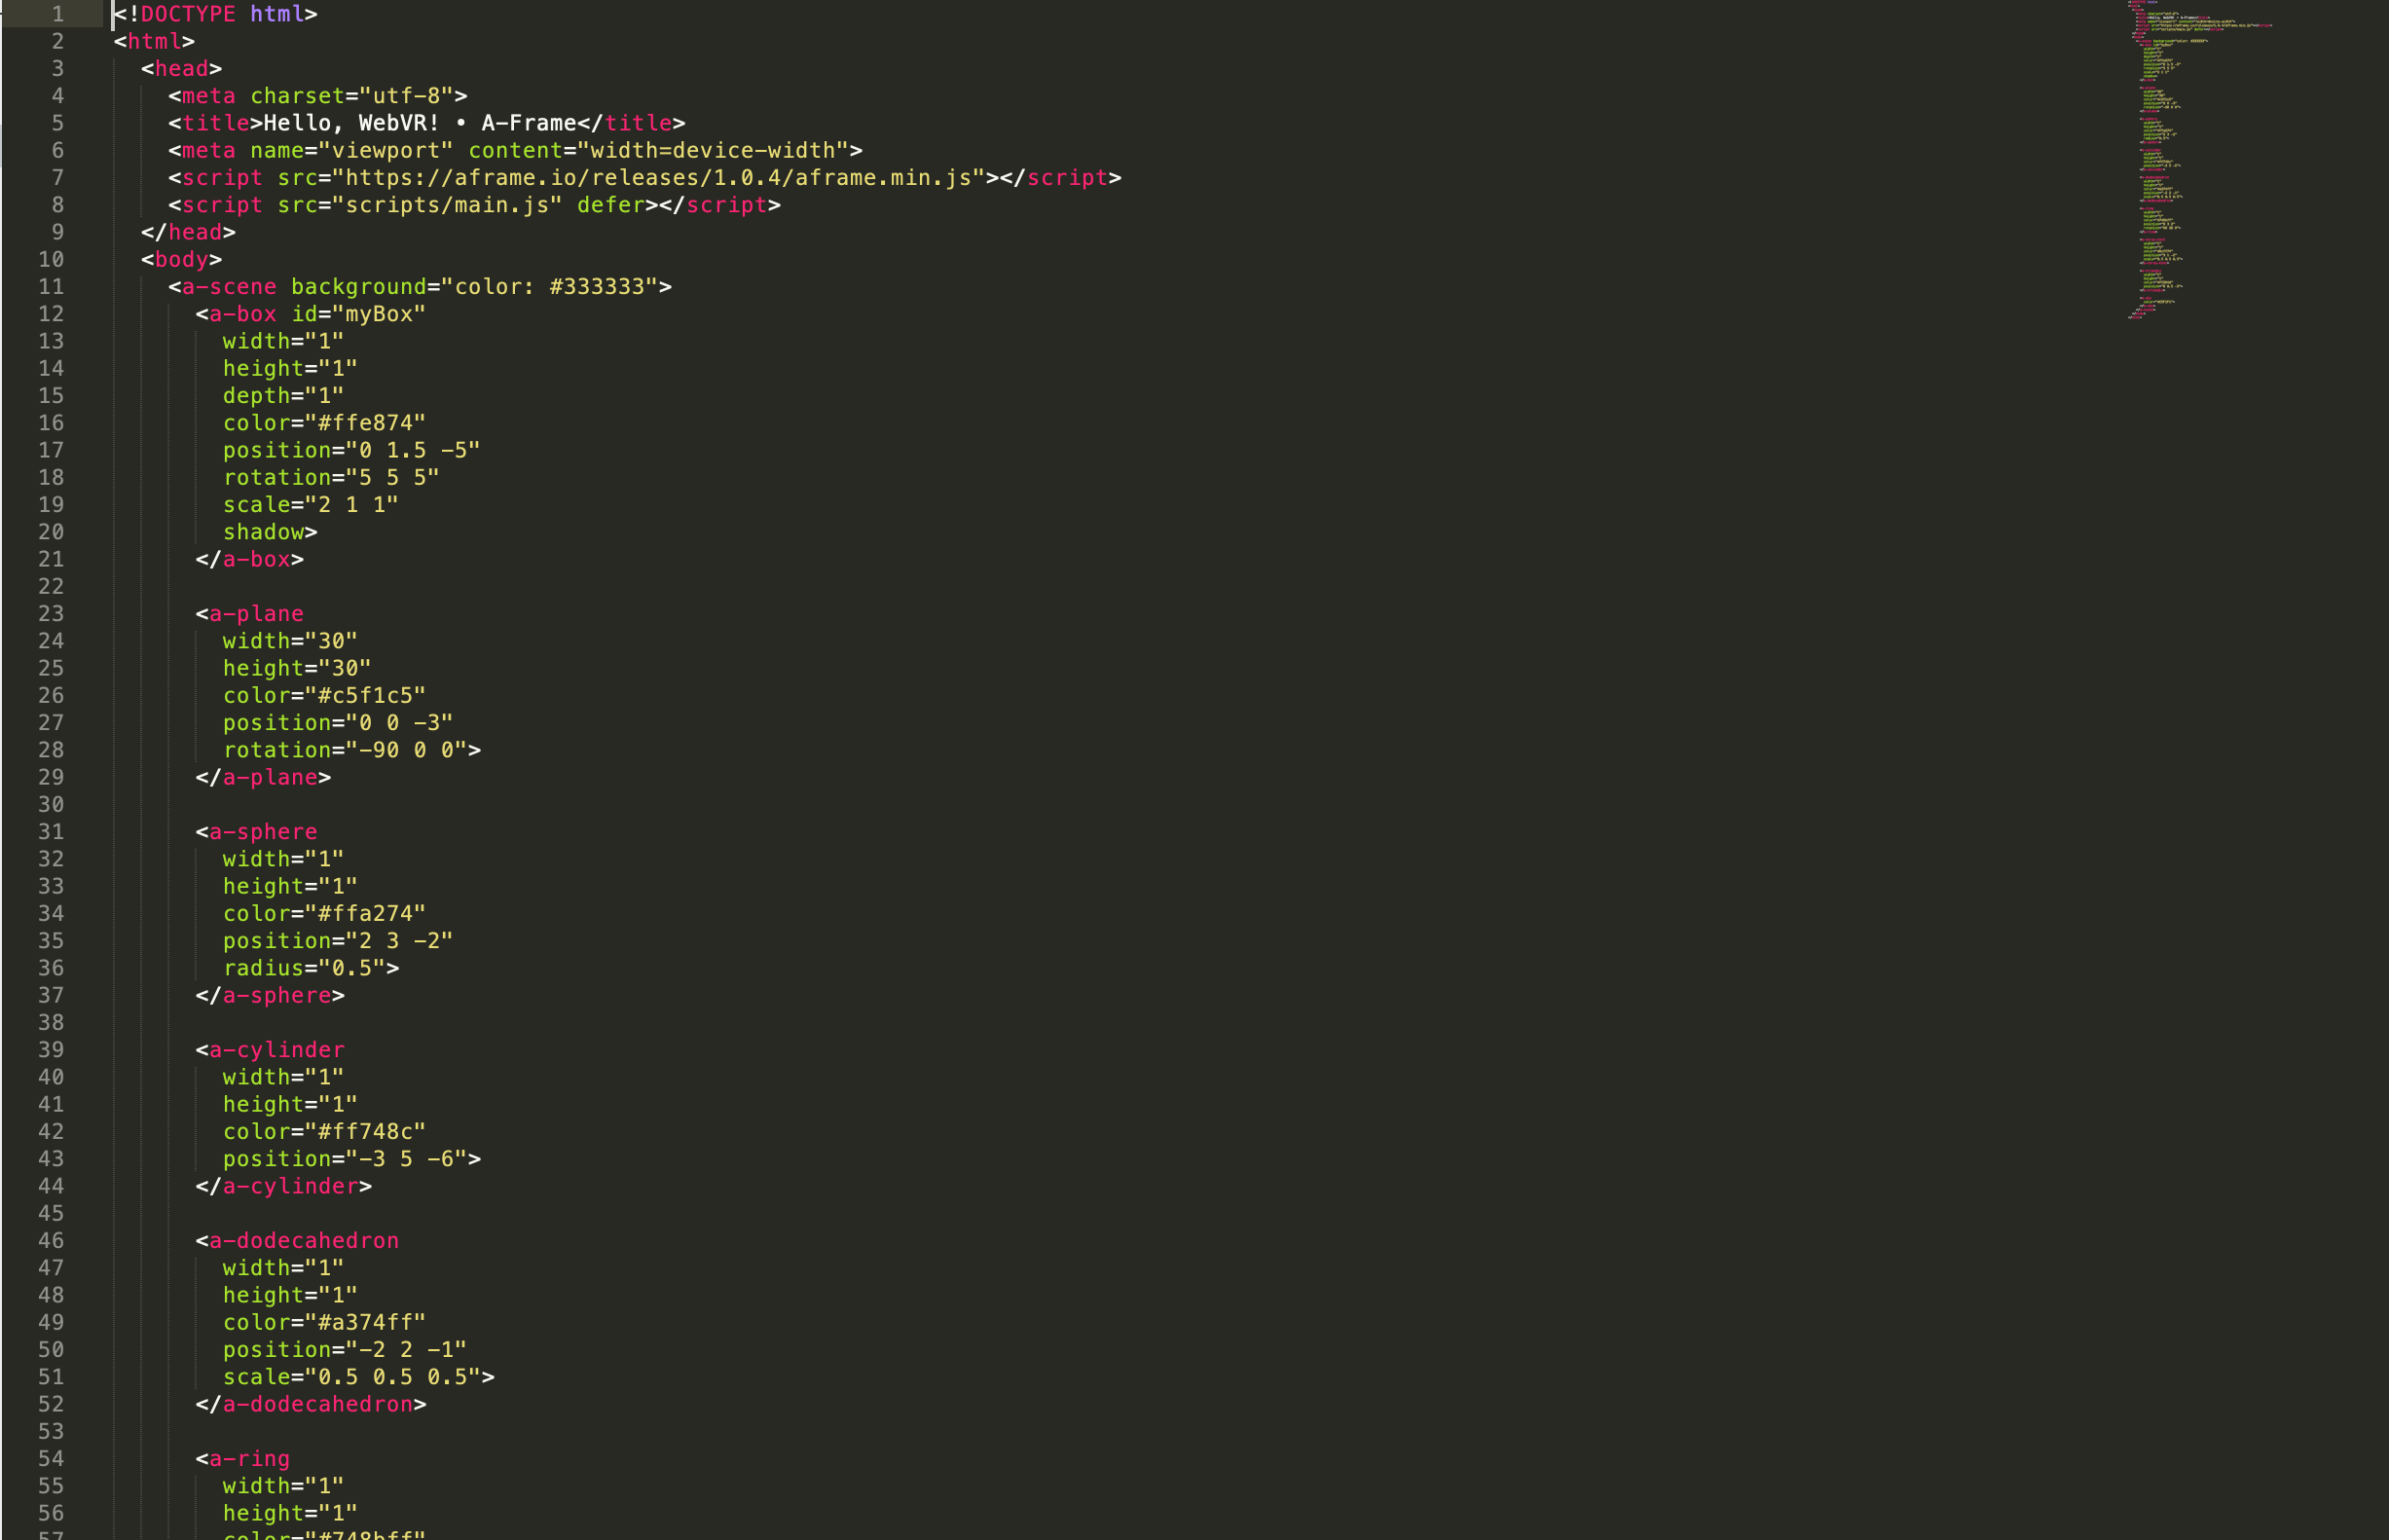 1 <!DOCTYPE html>
2 <html>
3   <head>
4     <meta charset="utf-8">
5     <title>Hello, WebVR! • A-Frame</title>
6     <meta name="viewport" content="width=device-width">
7     <script src="https://aframe.io/releases/1.0.4/aframe.min.js"></script>
8     <script src="scripts/main.js" defer></script>
9   </head>
10   <body>
11     <a-scene background="color: #333333">
12       <a-box id="myBox"
13         width="1"
14         height="1"
15         depth="1"
16         color="#ffe874"
17         position="0 1.5 -5"
18         rotation="5 5 5"
19         scale="2 1 1"
20         shadow>
21       </a-box>
22
23       <a-plane
24         width="30"
25         height="30"
26         color="#c5f1c5"
27         position="0 0 -3"
28         rotation="-90 0 0">
29       </a-plane>
30
31       <a-sphere
32         width="1"
33         height="1"
34         color="#ffa274"
35         position="2 3 -2"
36         radius="0.5">
37       </a-sphere>
38
39       <a-cylinder
40         width="1"
41         height="1"
42         color="#ff748c"
43         position="-3 5 -6">
44       </a-cylinder>
45
46       <a-dodecahedron
47         width="1"
48         height="1"
49         color="#a374ff"
50         position="-2 2 -1"
51         scale="0.5 0.5 0.5">
52       </a-dodecahedron>
53
54       <a-ring
55         width="1"
56         height="1"
57         color="#748bff"